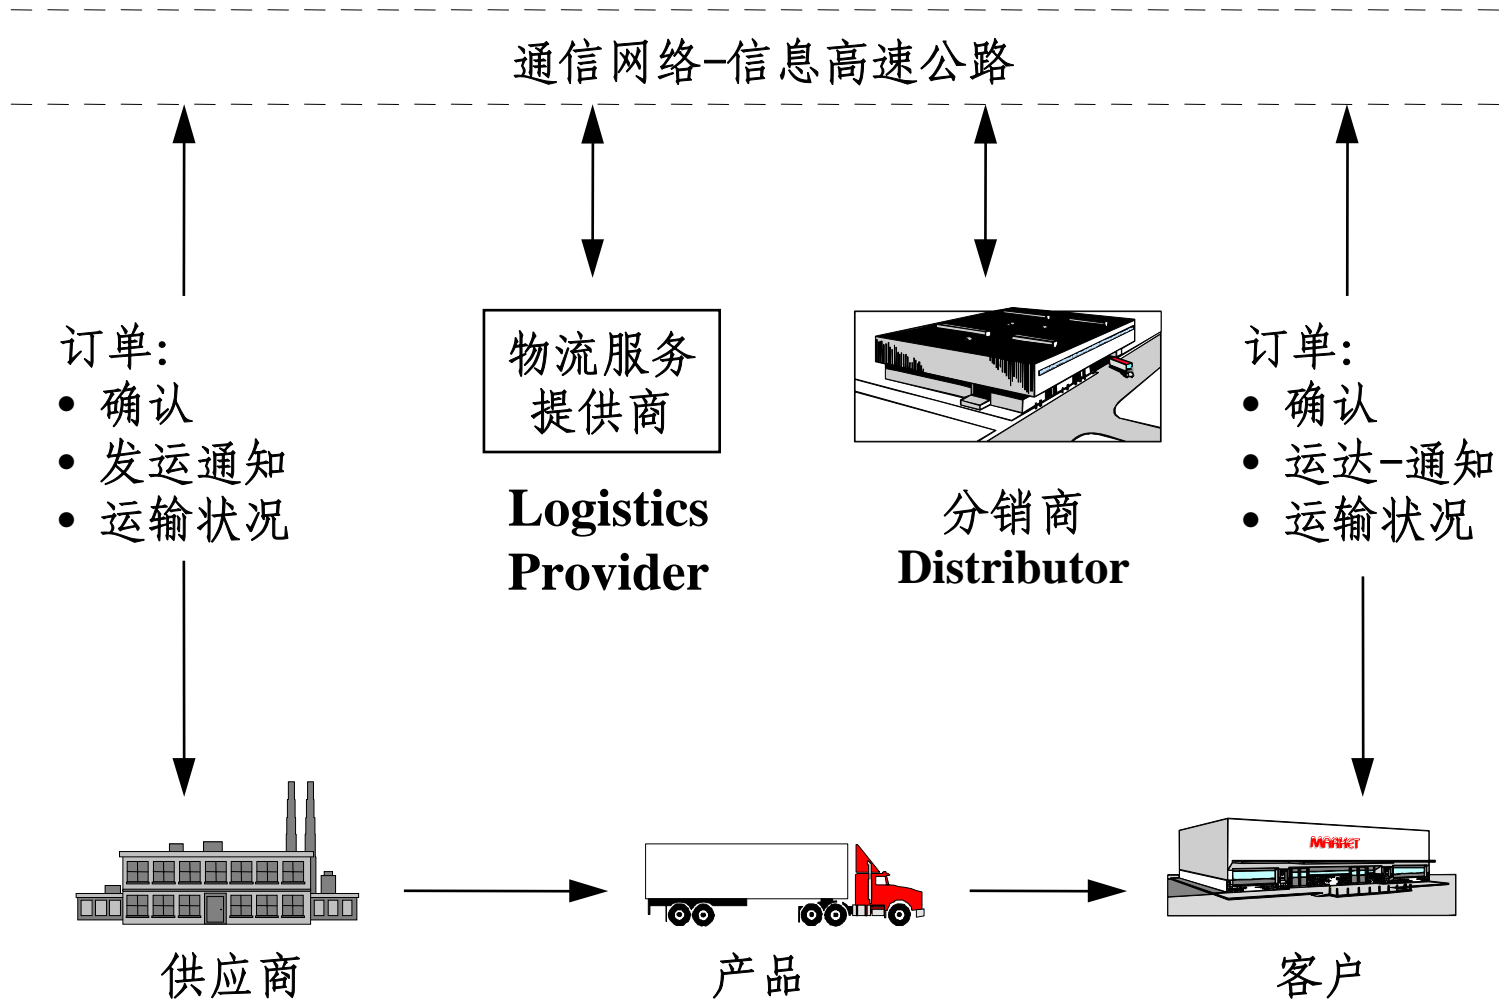 通信网络-信息高速公路
订单:
• 确认
• 发运通知
• 运输状况
物流服务
提供商
Logistics
Provider
分销商
Distributor
订单:
• 确认
• 运达-通知
• 运输状况
MARKET
供应商
产品
客户